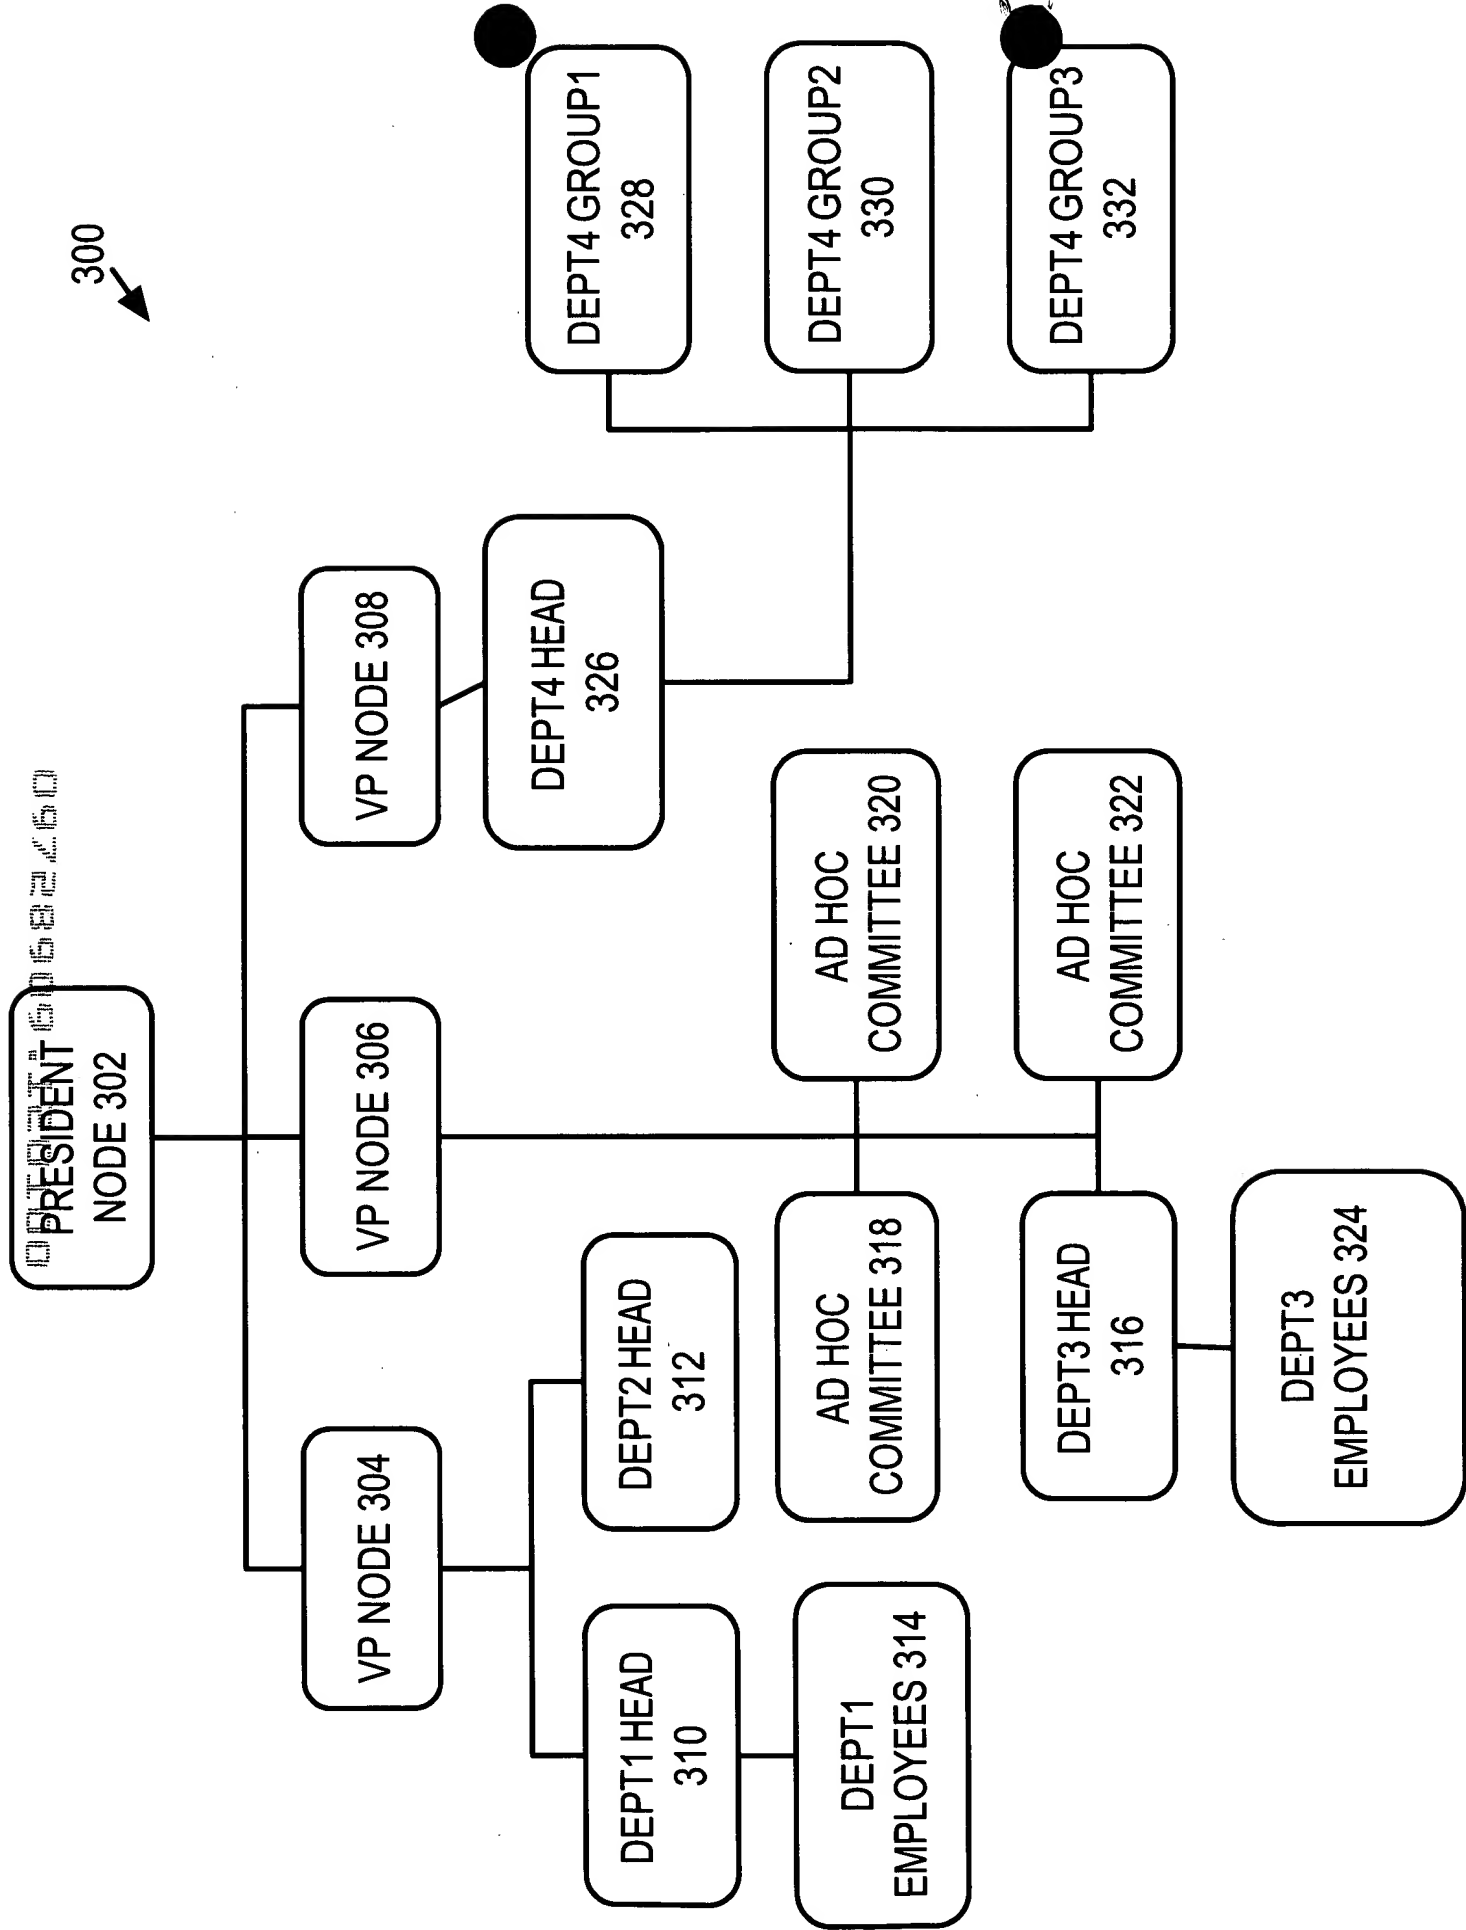 300
PRESIDENT
NODE 302
VP NODE 304
VP NODE 306
VP NODE 308
DEPT1 HEAD
310
DEPT2 HEAD
312
DEPT4 HEAD
326
DEPT1
EMPLOYEES 314
AD HOC
COMMITTEE 318
AD HOC
COMMITTEE 320
DEPT3 HEAD
316
AD HOC
COMMITTEE 322
DEPT3
EMPLOYEES 324
DEPT4 GROUP1
328
DEPT4 GROUP2
330
DEPT4 GROUP3
332